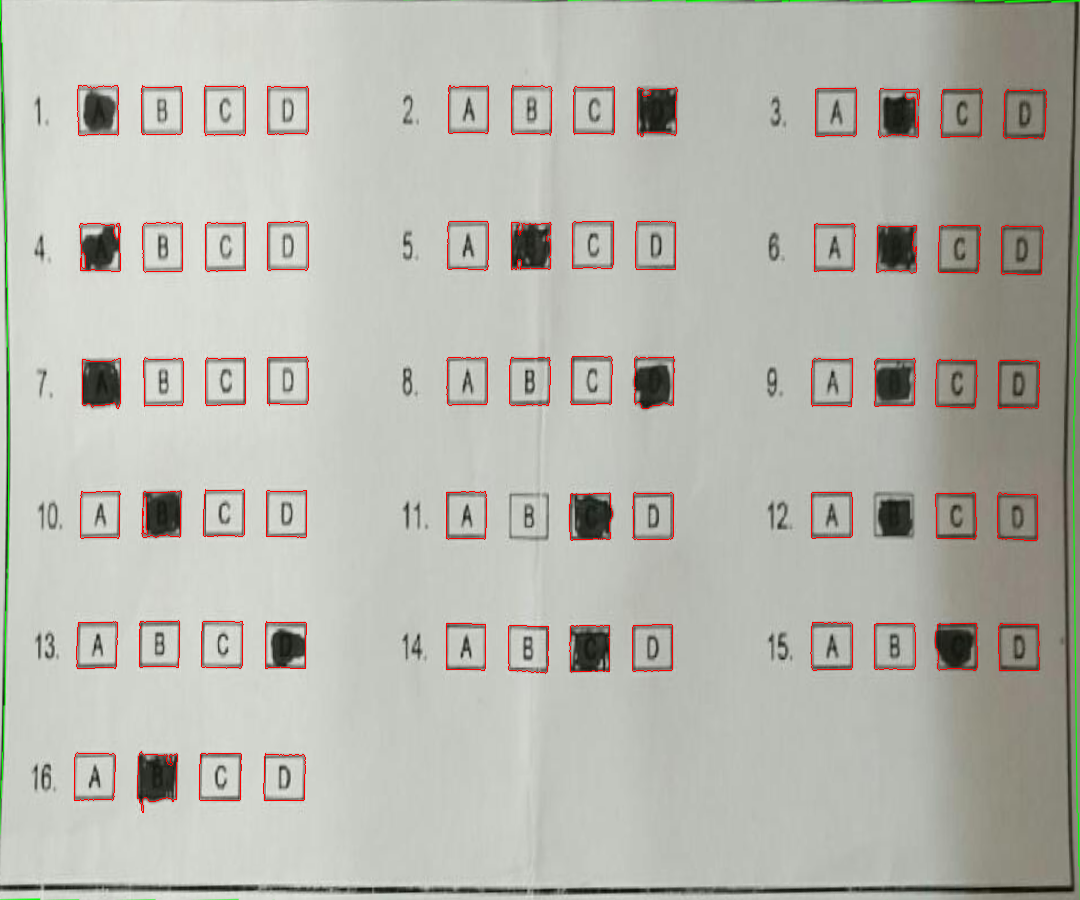 1. A B C D 2. A B C D 3. A B C D
4. A B C D 5. A B C D 6. A B C D
7. A B C D 8. A B C D 9. A B C D
10. A B C D 11. A B C D 12. A B C D
13. A B C D 14. A B C D 15. A B C D
16. A B C D